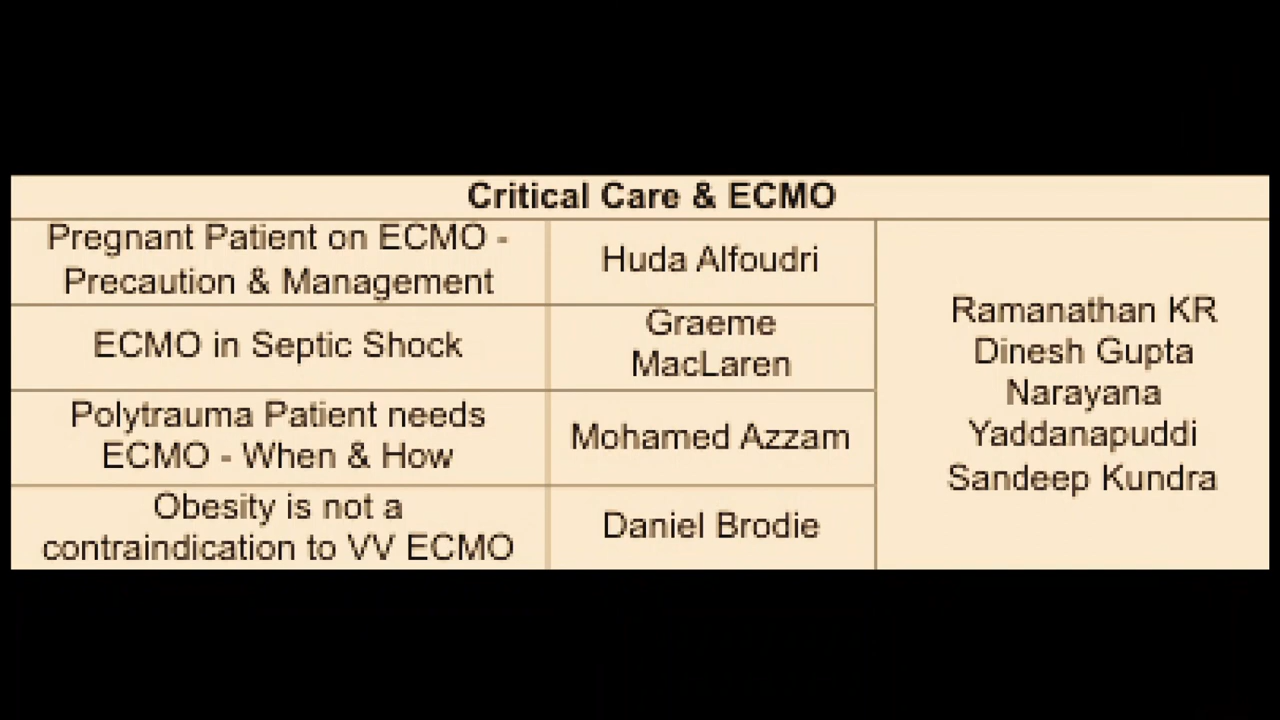 Critical Care & ECMO
Pregnant Patient on ECMO -
Precaution & Management
Huda Alfoudri
ECMO in Septic Shock
Graeme
MacLaren
Polytrauma Patient needs
ECMO - When & How
Mohamed Azzam
Obesity is not a
contraindication to VV ECMO
Daniel Brodie
Ramanathan KR
Dinesh Gupta
Narayana
Yaddanapuddi
Sandeep Kundra